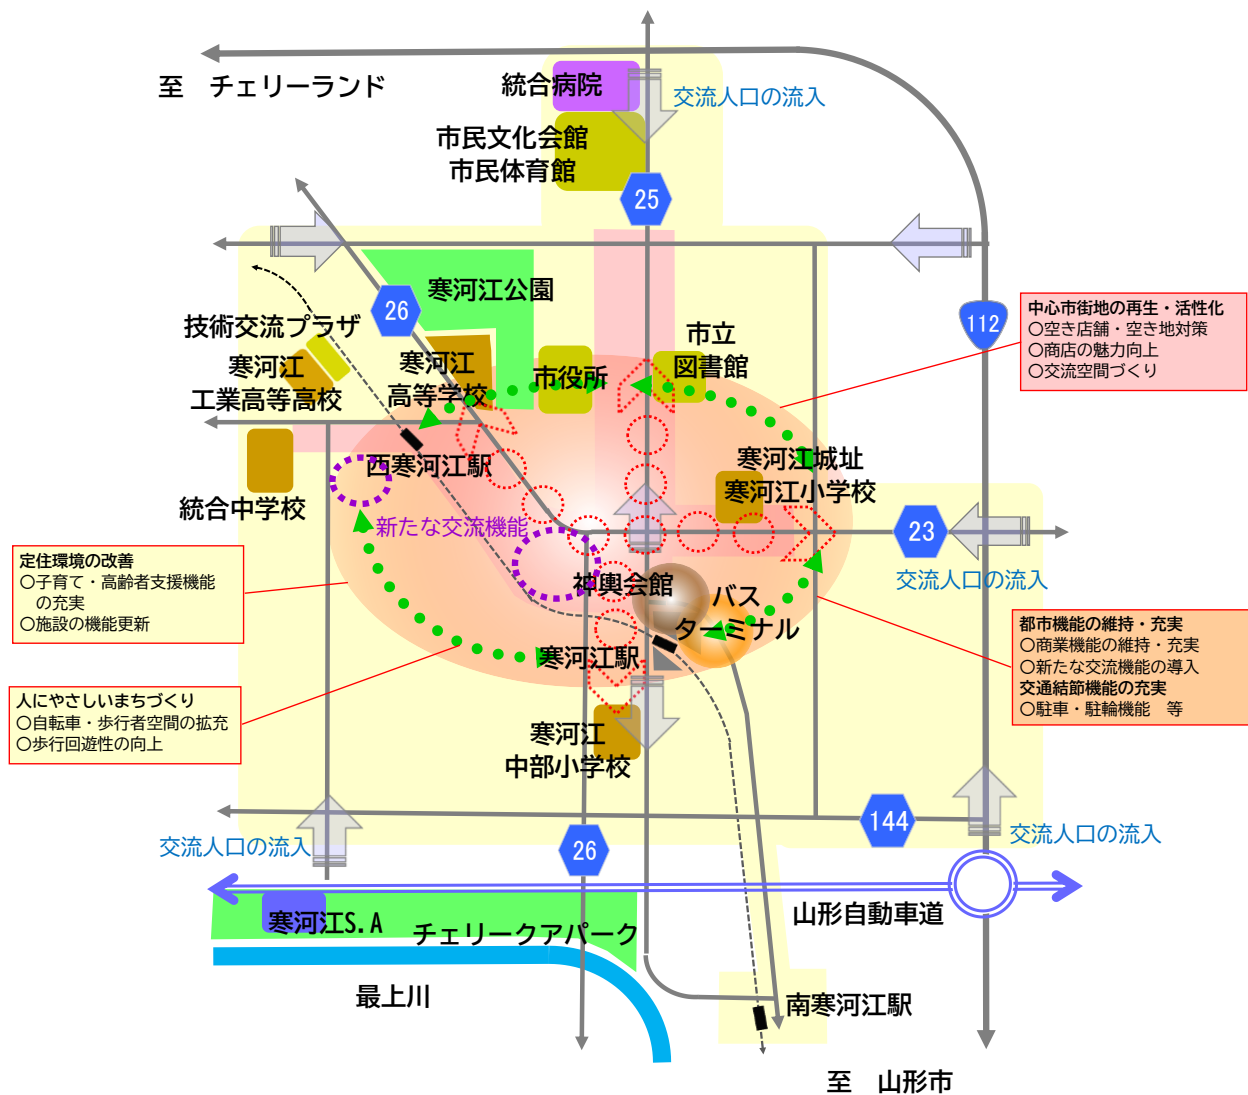 至　チェリーランド
統合病院
交流人口の流入
市民文化会館
市民体育館
25
26
寒河江公園
112
技術交流プラザ
寒河江
工業高等高校
寒河江
高等学校
市役所
市立
図書館
中心市街地の再生・活性化
〇空き店舗・空き地対策
〇商店の魅力向上
〇交流空間づくり
西寒河江駅
寒河江城址
寒河江小学校
統合中学校
新たな交流機能
23
交流人口の流入
定住環境の改善
〇子育て・高齢者支援機能
の充実
〇施設の機能更新
神輿会館
バス
ターミナル
寒河江駅
都市機能の維持・充実
〇商業機能の維持・充実
〇新たな交流機能の導入
交通結節機能の充実
〇駐車・駐輪機能　等
人にやさしいまちづくり
〇自転車・歩行者空間の拡充
〇歩行回遊性の向上
寒河江
中部小学校
144
交流人口の流入
26
交流人口の流入
山形自動車道
寒河江S.A
チェリークアパーク
最上川
南寒河江駅
至　山形市